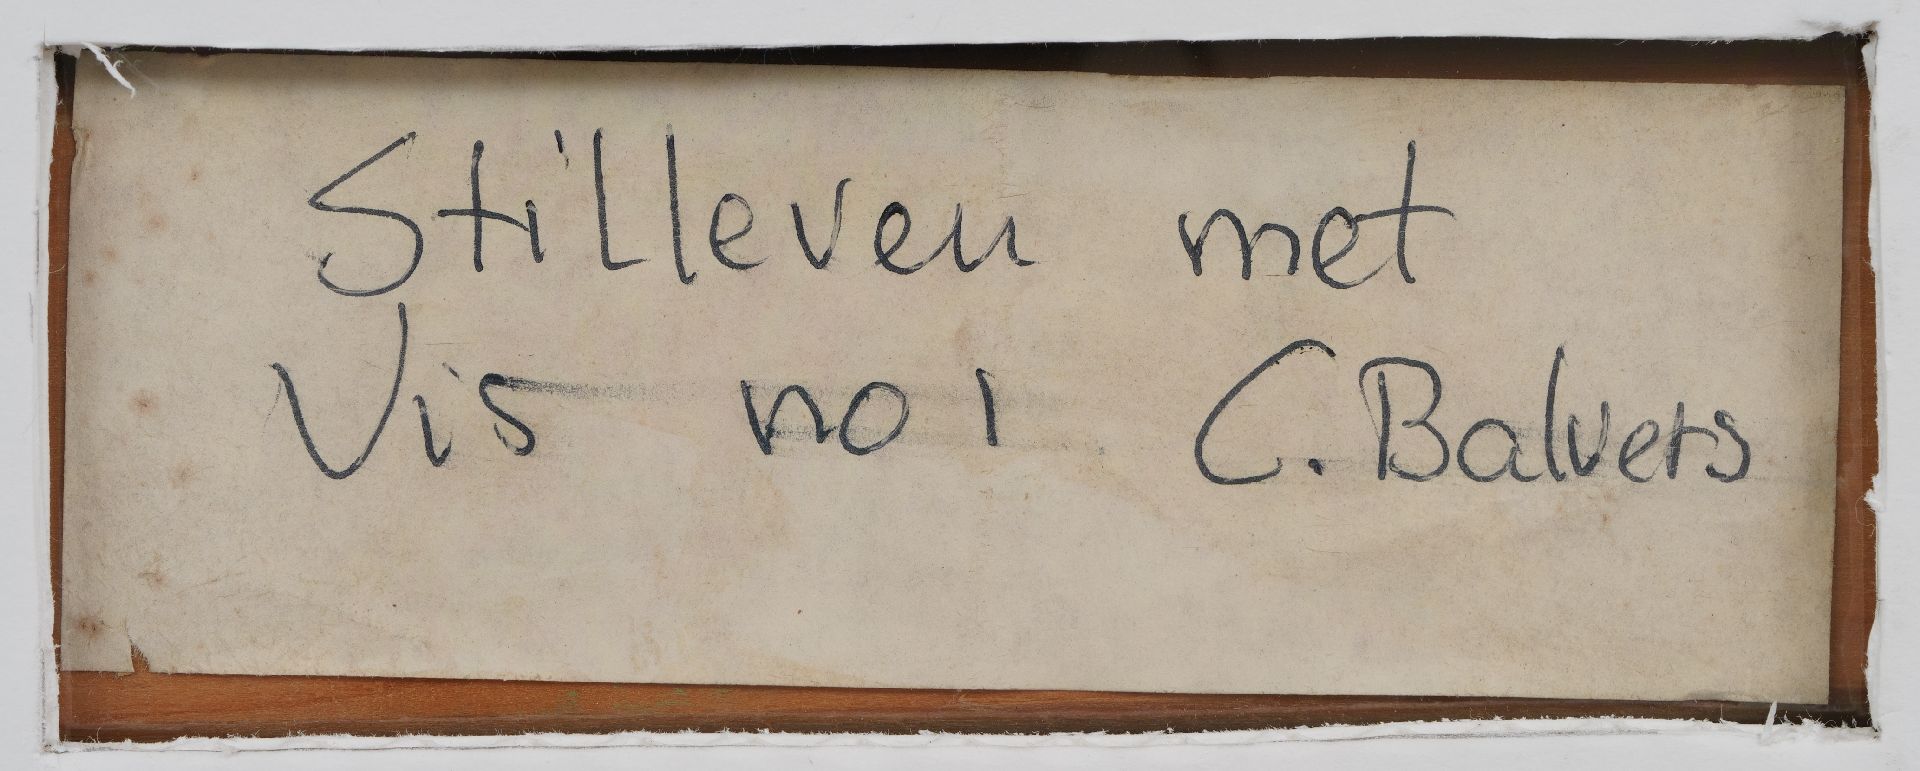 Stilleven met
Vis no 1 C. Balvers